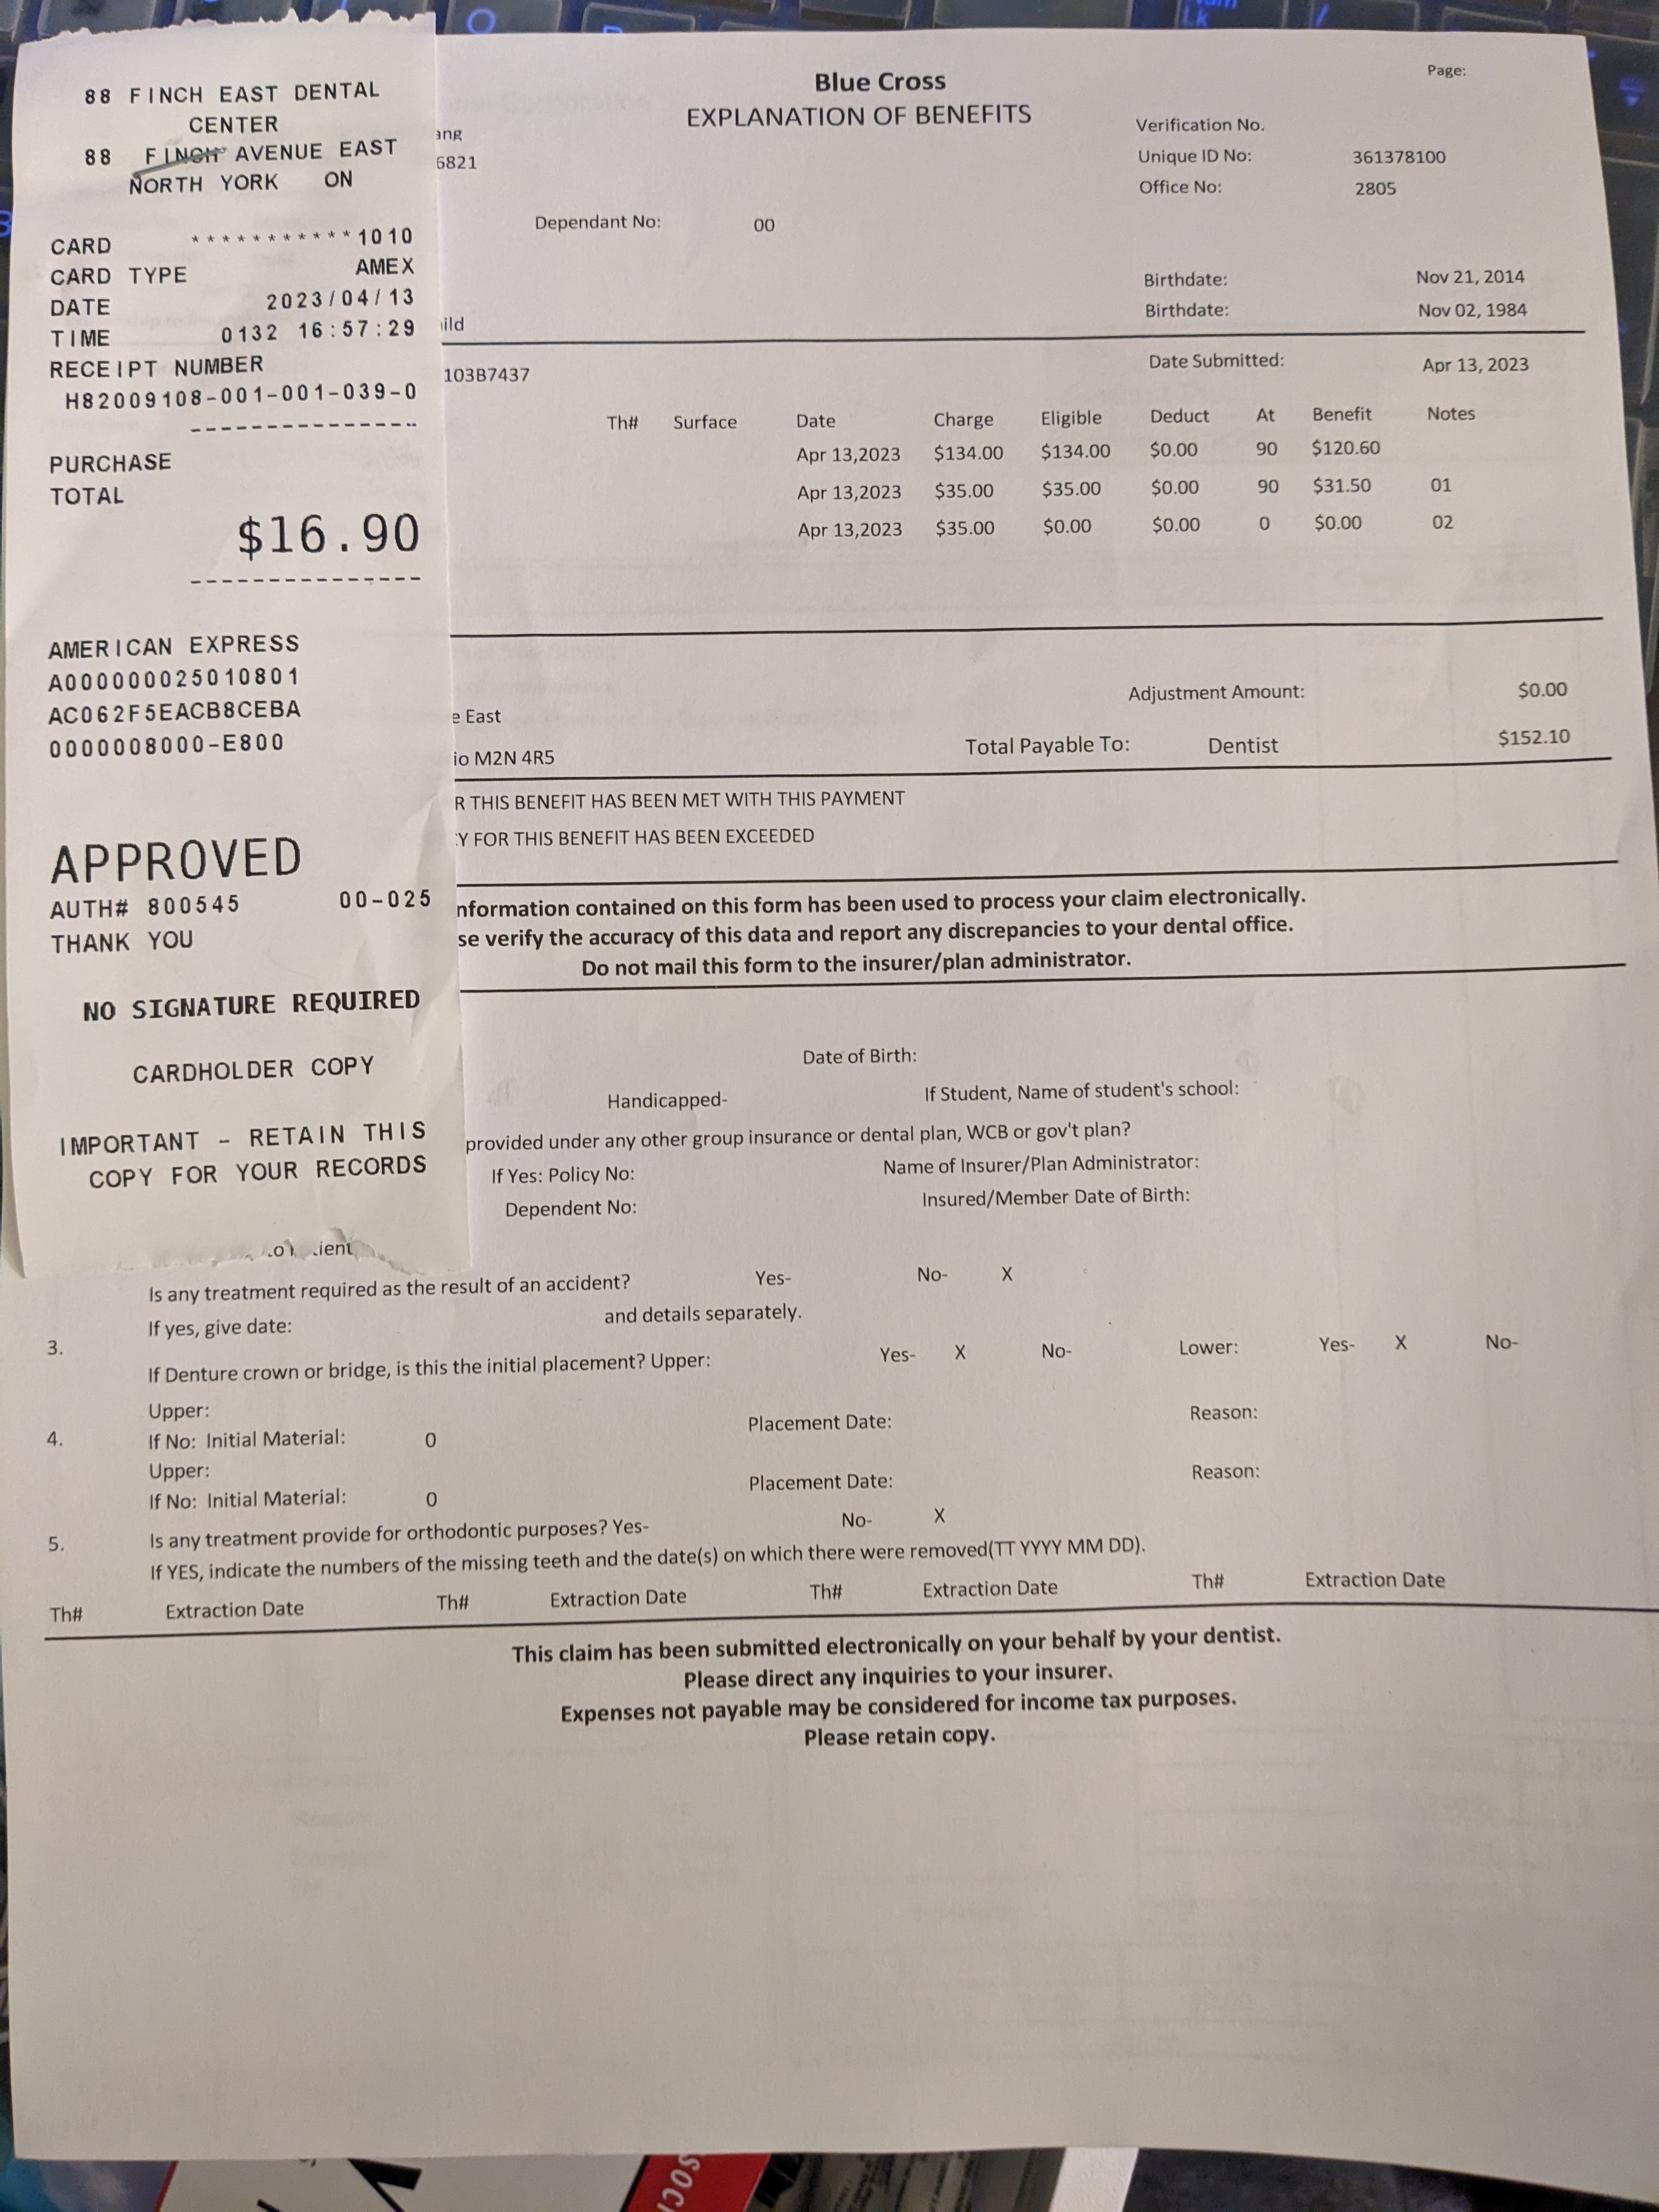 88 FINCH EAST DENTAL
CENTER
88 FINCH AVENUE EAST
NORTH YORK ON
CARD ***********1010
CARD TYPE AMEX
DATE 2023/04/13
TIME 0132 16:57:29
RECEIPT NUMBER
H82009108-001-001-039-0
---------------
PURCHASE
TOTAL
$16.90
---------------
AMERICAN EXPRESS
A000000025010801
AC062F5EACB8CEBA
0000008000-E800
APPROVED
AUTH# 800545 00-025
THANK YOU
NO SIGNATURE REQUIRED
CARDHOLDER COPY
IMPORTANT - RETAIN THIS
COPY FOR YOUR RECORDS
Blue Cross
Page:
EXPLANATION OF BENEFITS
ang
Verification No.
6821
Unique ID No: 361378100
Office No: 2805
Dependant No: 00
Birthdate: Nov 21, 2014
Birthdate: Nov 02, 1984
ild
Date Submitted: Apr 13, 2023
103B7437
Th# Surface Date Charge Eligible Deduct At Benefit Notes
Apr 13,2023 $134.00 $134.00 $0.00 90 $120.60
Apr 13,2023 $35.00 $35.00 $0.00 90 $31.50 01
Apr 13,2023 $35.00 $0.00 $0.00 0 $0.00 02
Adjustment Amount: $0.00
e East
Total Payable To: Dentist $152.10
io M2N 4R5
R THIS BENEFIT HAS BEEN MET WITH THIS PAYMENT
Y FOR THIS BENEFIT HAS BEEN EXCEEDED
nformation contained on this form has been used to process your claim electronically.
se verify the accuracy of this data and report any discrepancies to your dental office.
Do not mail this form to the insurer/plan administrator.
Date of Birth:
Handicapped- If Student, Name of student's school:
provided under any other group insurance or dental plan, WCB or gov't plan?
If Yes: Policy No: Name of Insurer/Plan Administrator:
Dependent No: Insured/Member Date of Birth:
Is any treatment required as the result of an accident? Yes- No- X
If yes, give date: and details separately.
3.
If Denture crown or bridge, is this the initial placement? Upper: Yes- X No- Lower: Yes- X No-
Upper:
4. If No: Initial Material: 0 Placement Date: Reason:
Upper:
If No: Initial Material: 0 Placement Date: Reason:
5. Is any treatment provide for orthodontic purposes? Yes- No- X
If YES, indicate the numbers of the missing teeth and the date(s) on which there were removed(TT YYYY MM DD).
Th# Extraction Date Th# Extraction Date Th# Extraction Date Th# Extraction Date
This claim has been submitted electronically on your behalf by your dentist.
Please direct any inquiries to your insurer.
Expenses not payable may be considered for income tax purposes.
Please retain copy.